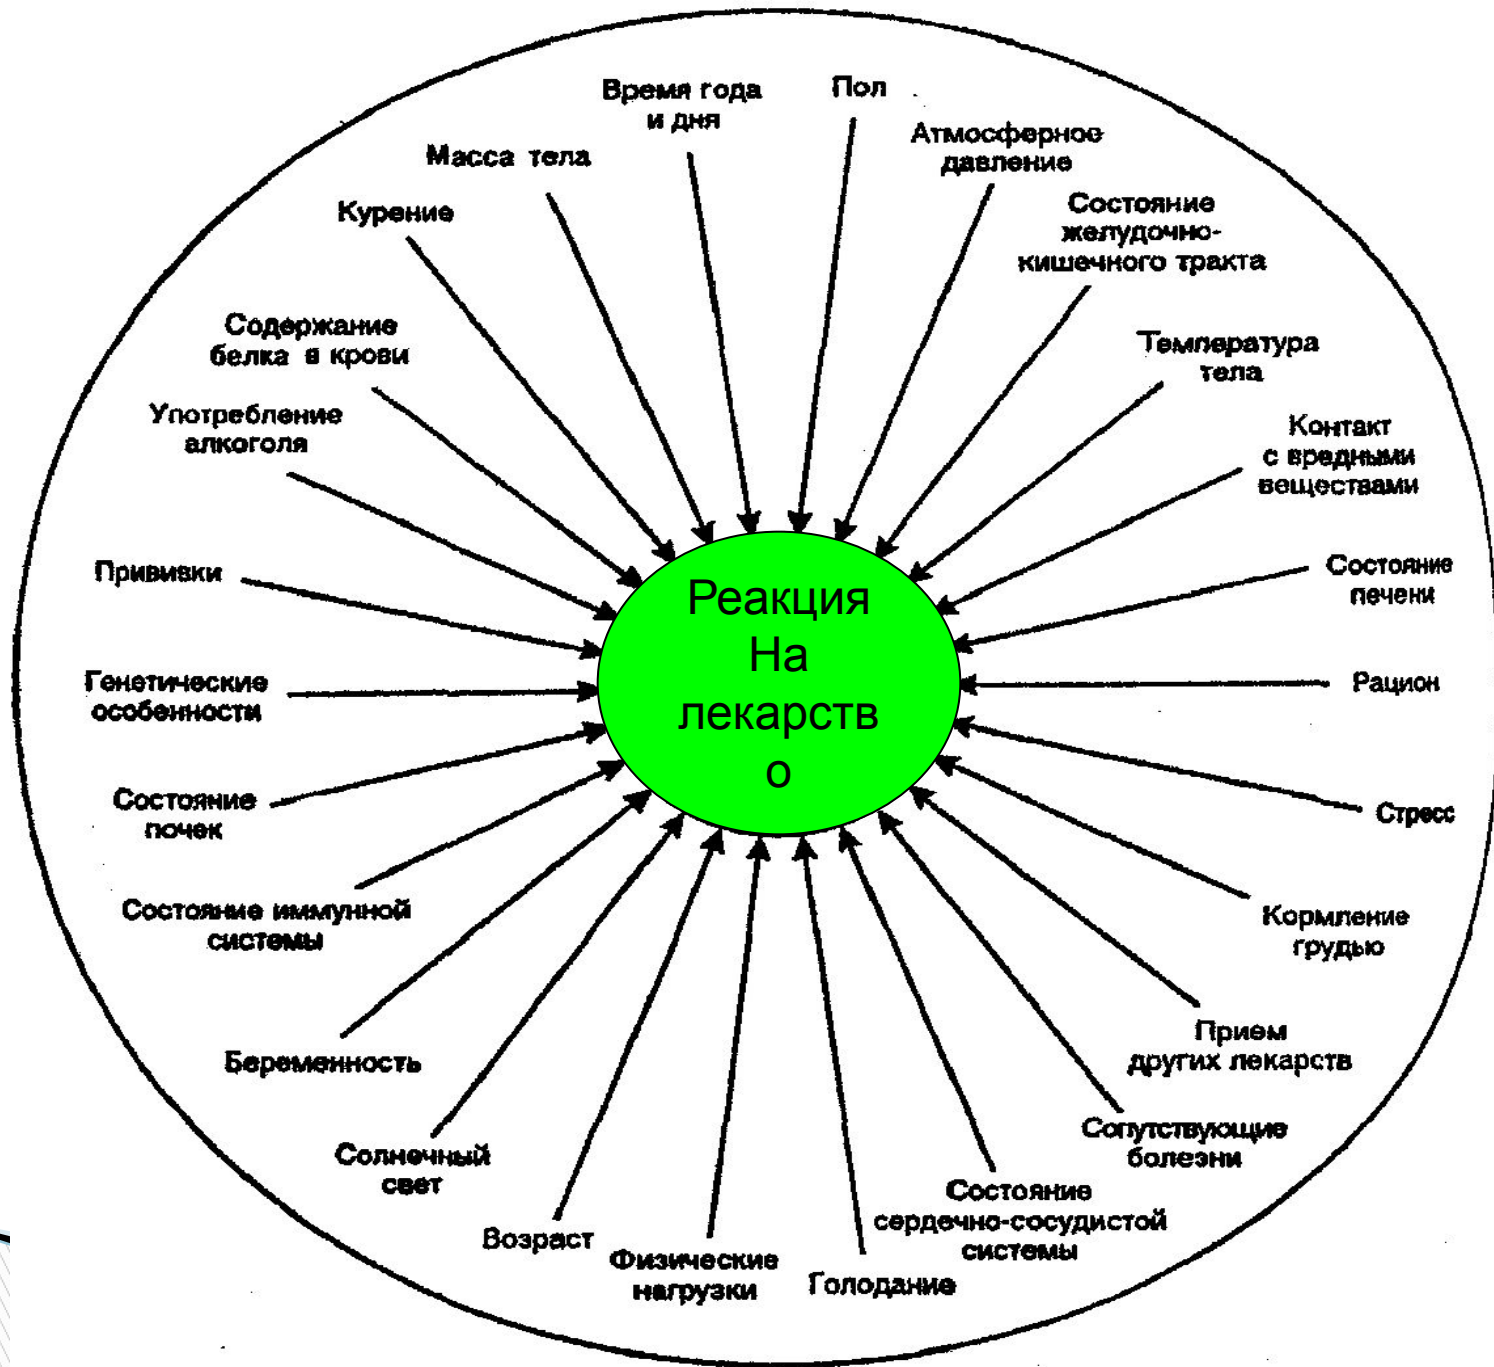 Время года
и дня
Пол
Атмосферное
давление
Масса тела
Состояние
желудочно-
кишечного тракта
Курение
Содержание
белка в крови
Температура
тела
Употребление
алкоголя
Контакт
с вредными
веществами
Прививки
Состояние
печени
Реакция
На
лекарств
о
Генетические
особенности
Рацион
Состояние
почек
Стресс
Состояние иммунной
системы
Кормление
грудью
Беременность
Прием
других лекарств
Солнечный
свет
Сопутствующие
болезни
Возраст
Состояние
сердечно-сосудистой
системы
Физические
нагрузки
Голодание